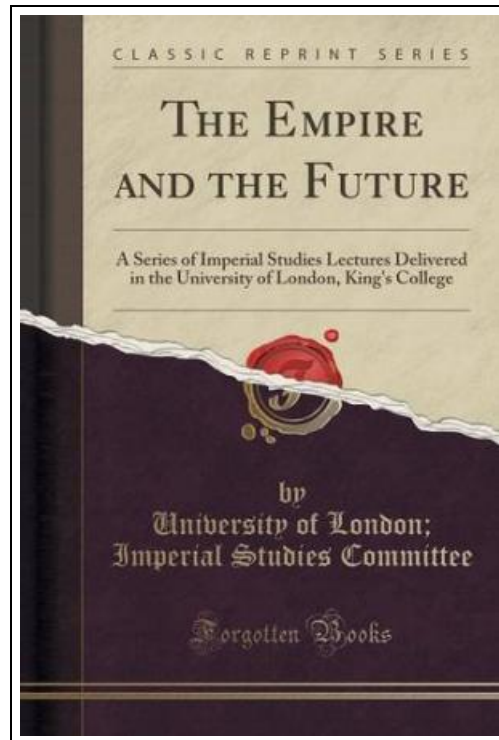 CLASSIC REPRINT SERIES
THE EMPIRE
AND THE FUTURE
A Series of Imperial Studies Lectures Delivered
in the University of London, King's College
F
by
University of London;
Imperial Studies Committee
Forgotten Books